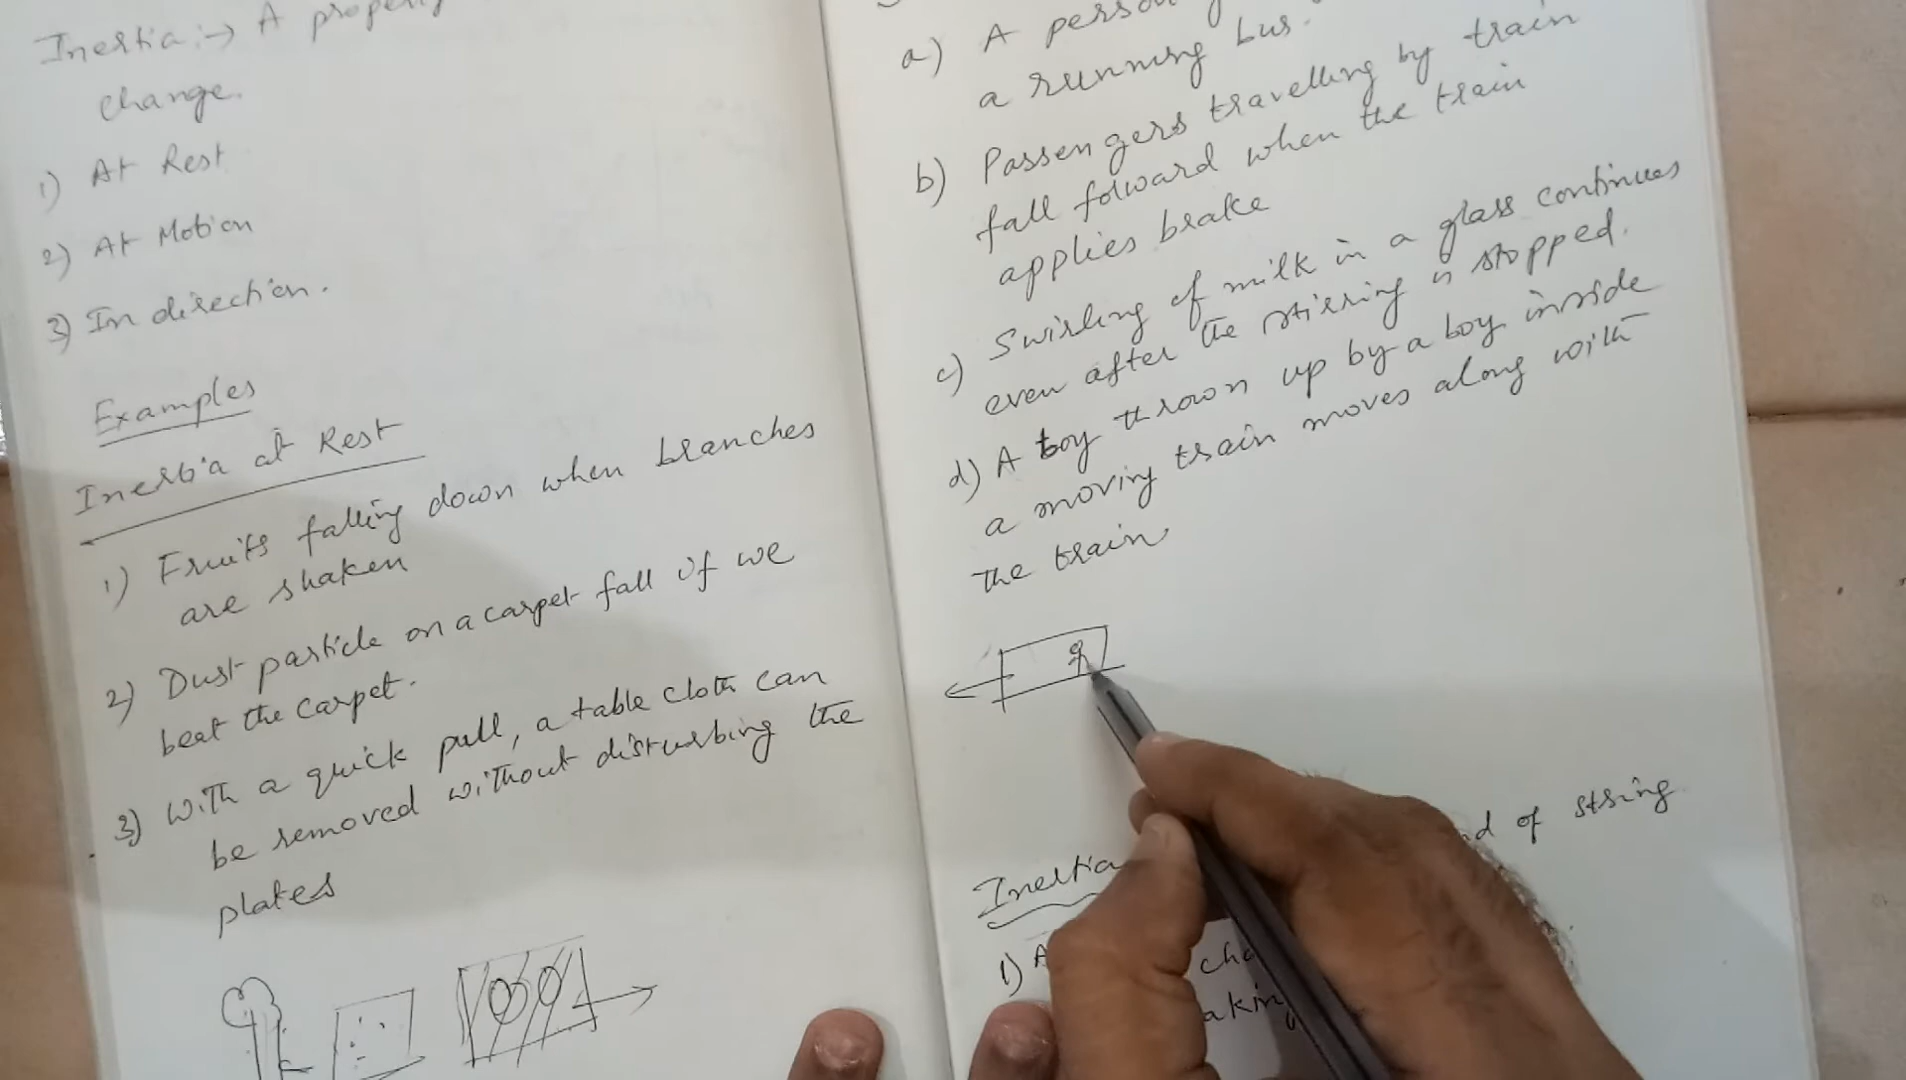 Inertia:→ A property
change.
1) At Rest
2) At Motion
3) In direction.
Examples
Inertia at Rest
1) Fruits falling down when branches
are shaken
2) Dust particle on a carpet fall if we
beat the carpet.
3) With a quick pull, a table cloth can
be removed without disturbing the
plates
a) A person
a running bus.
b) Passengers travelling by train
fall forward when the train
applies brake
c) Swirling of milk in a glass continues
even after the stirring is stopped.
d) A toy thrown up by a boy inside
a moving train moves along with
the train
Inertia
of string
1) A